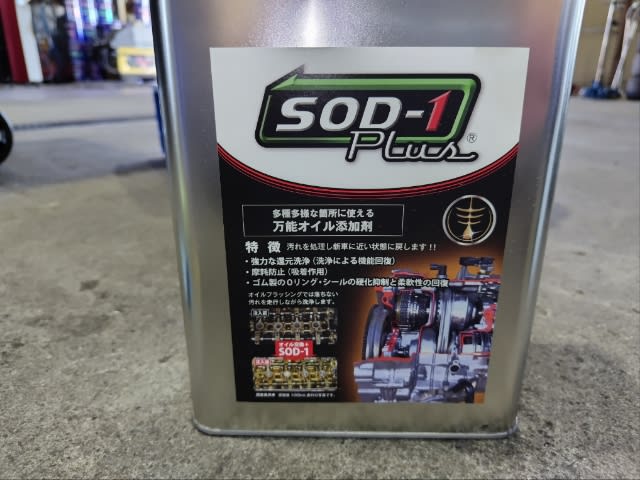 SOD-1
Plus®
多種多様な箇所に使える
万能オイル添加剤
特徴 汚れを処理し新車に近い状態に戻します!!
・強力な還元洗浄(洗浄による機能回復)
・摩耗防止(吸着作用)
・ゴム製のOリング・シールの硬化抑制と柔軟性の回復
オイルフラッシングでは落ちない
汚れを走行しながら洗浄します。
注入前
オイル交換+
SOD-1
注入後